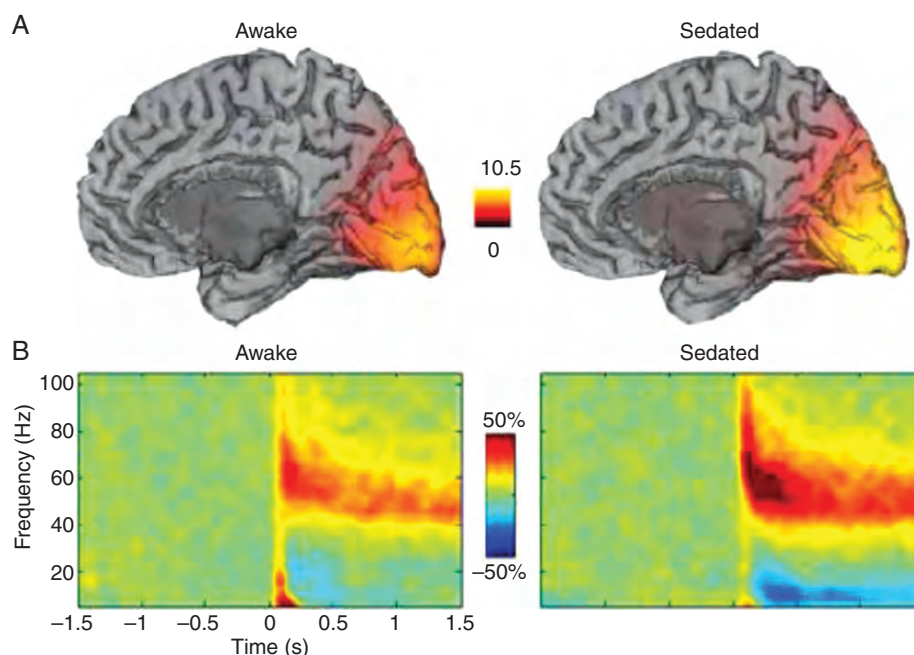 A
Awake
Sedated
10.5
0
B
Awake
Sedated
Frequency (Hz)
100
80
60
40
20
50%
–50%
–1.5 –1 –0.5 0 0.5 1 1.5
Time (s)